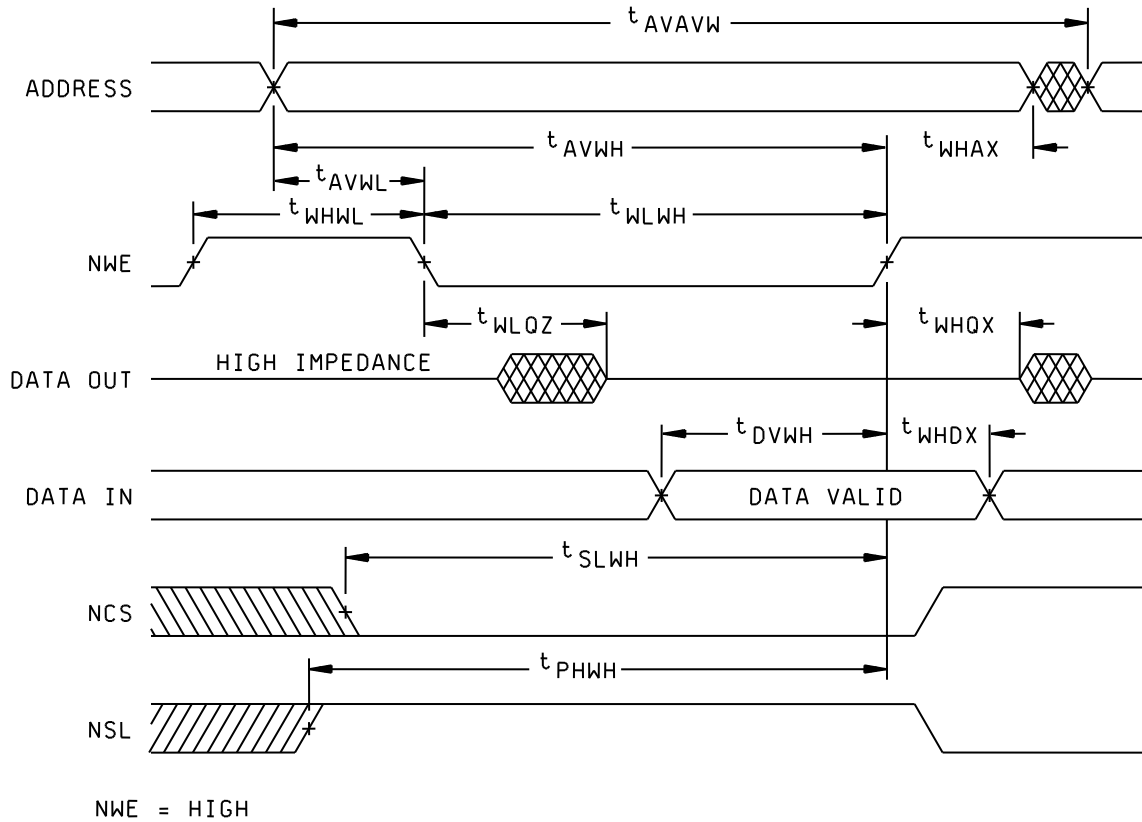 t AVAVW
ADDRESS
t AVWH
t WHAX
t AVWL
t WHWL
t WLWH
NWE
t WLQZ
t WHQX
HIGH IMPEDANCE
DATA OUT
t DVWH
t WHDX
DATA IN
DATA VALID
t SLWH
NCS
t PHWH
NSL
NWE = HIGH